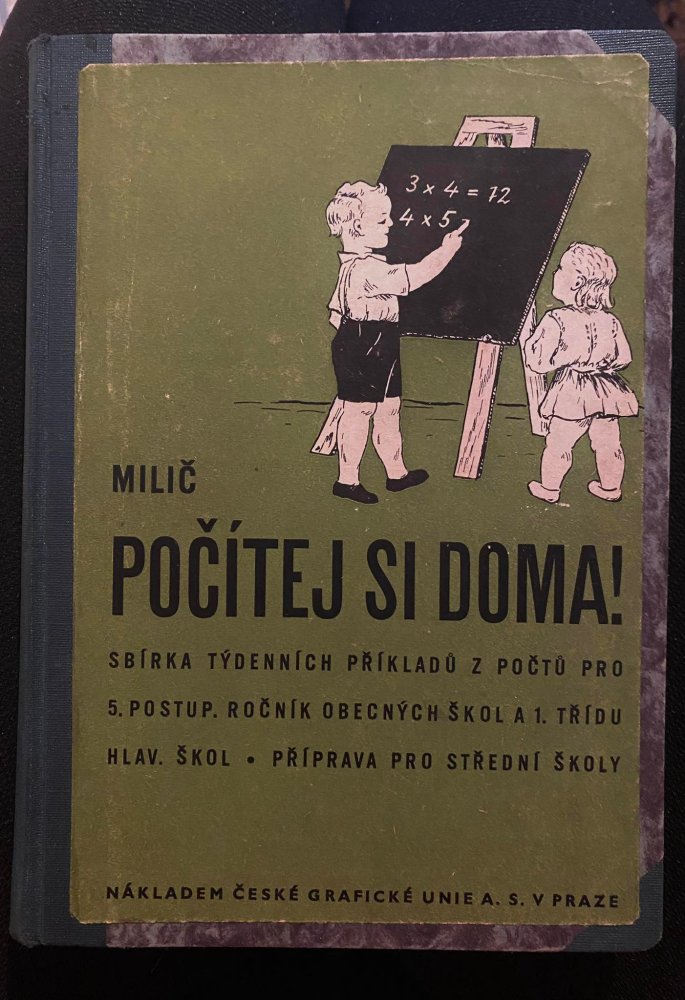 3 x 4 = 12
4 x 5
MILIČ
POČÍTEJ SI DOMA!
SBÍRKA TÝDENNÍCH PŘÍKLADŮ Z POČTŮ PRO
5. POSTUP. ROČNÍK OBECNÝCH ŠKOL A 1. TŘÍDU
HLAV. ŠKOL • PŘÍPRAVA PRO STŘEDNÍ ŠKOLY
NÁKLADEM ČESKÉ GRAFICKÉ UNIE A. S. V PRAZE